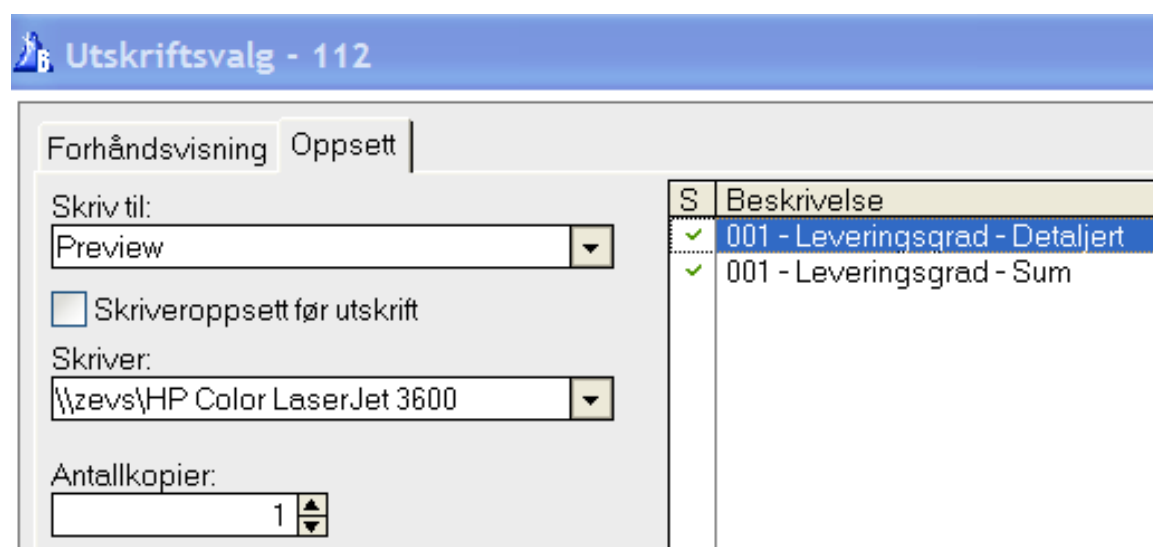 Utskriftsvalg - 112
Forhåndsvisning Oppsett
Skriv til:
Preview
Skriveroppsett før utskrift
Skriver:
\\zevs\HP Color LaserJet 3600
Antallkopier:
1
S Beskrivelse
001 - Leveringsgrad - Detaljert
001 - Leveringsgrad - Sum